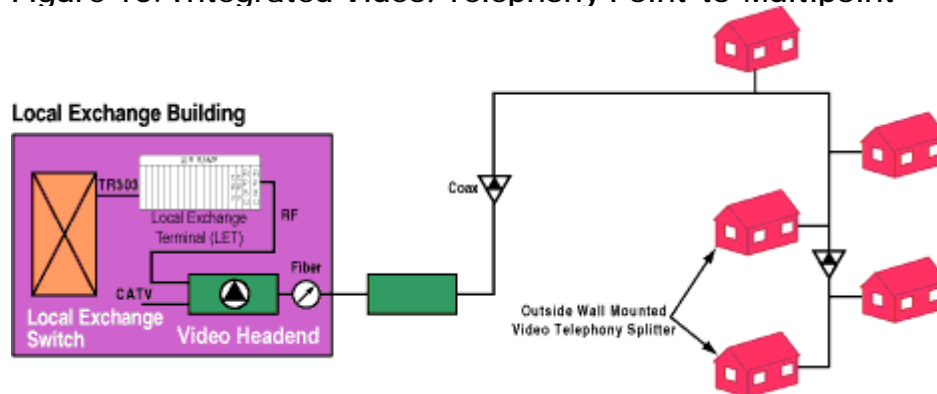 Figure 10: Integrated Video/Telephony Point-to-Multipoint
Local Exchange Building
TR303
Local Exchange
Terminal (LET)
RF
CATV
Fiber
Local Exchange
Switch
Video Headend
Coax
Outside Wall Mounted
Video Telephony Splitter